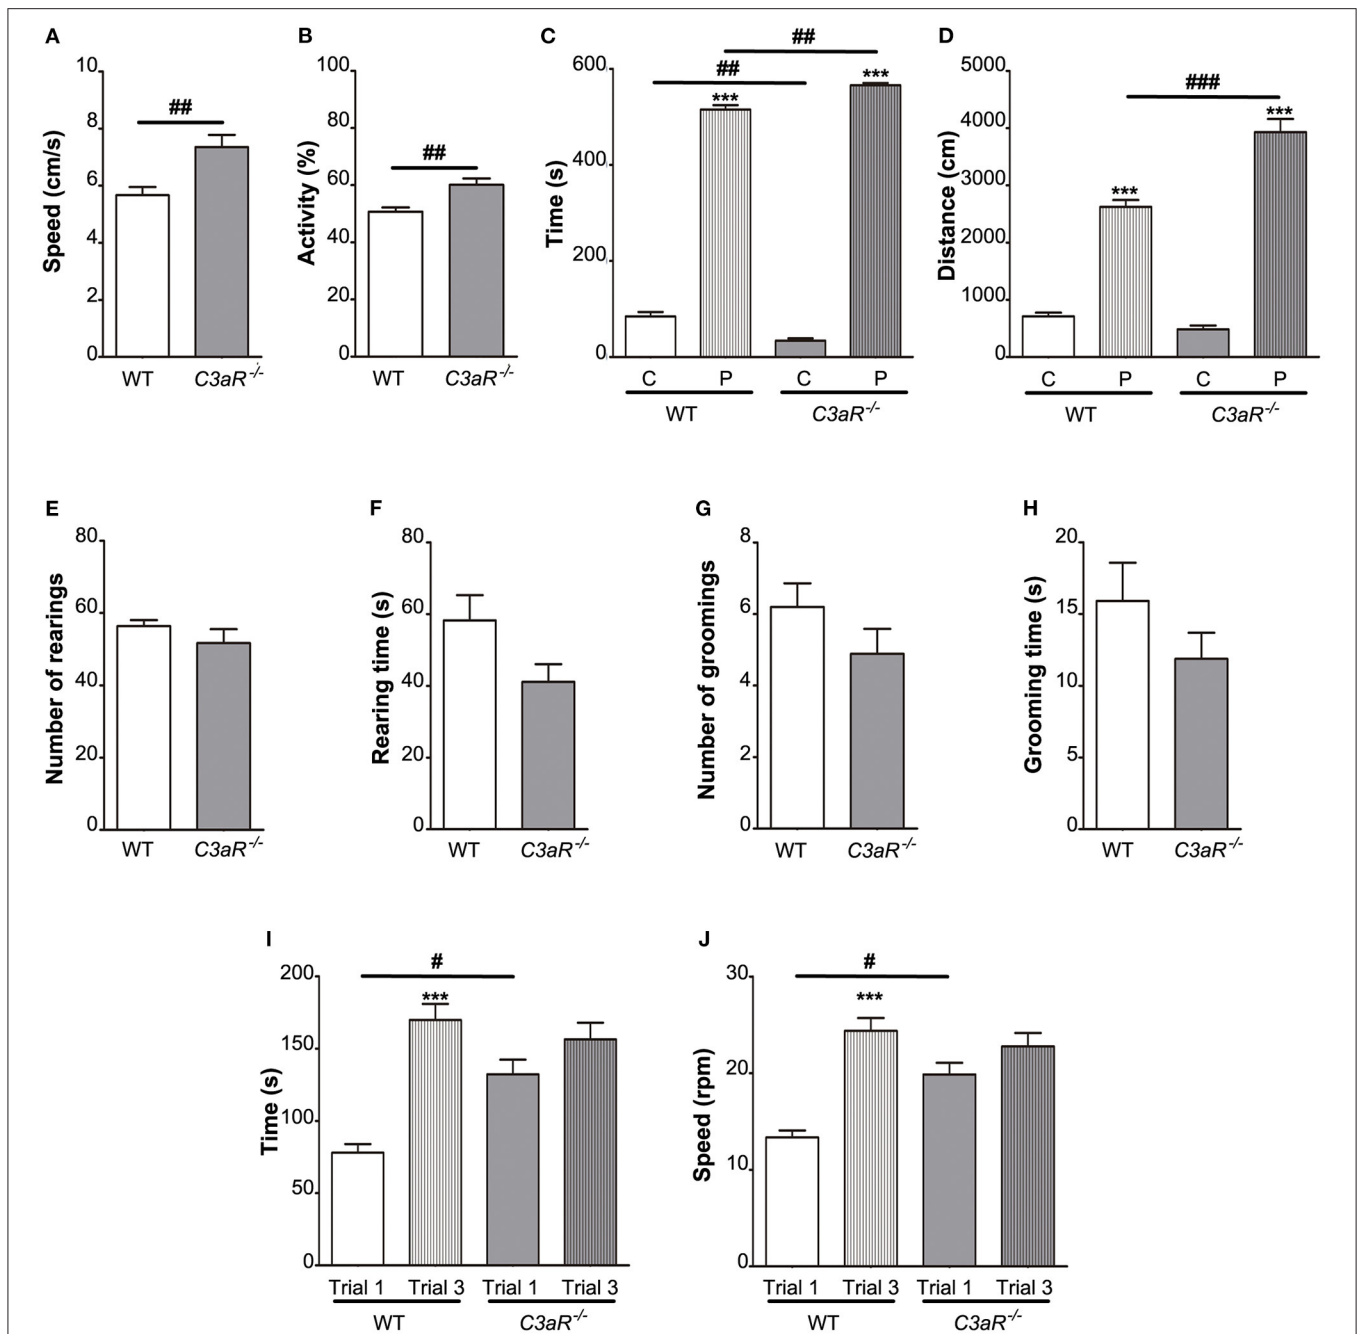 A
Speed (cm/s)
10
8
6
4
2
0
##
WT C3aR-/-
B
Activity (%)
100
80
60
40
20
0
##
WT C3aR-/-
C
Time (s)
600
400
200
0
##
##
***
***
C P C P
WT C3aR-/-
D
Distance (cm)
5000
4000
3000
2000
1000
0
###
***
***
C P C P
WT C3aR-/-
E
Number of rearings
80
60
40
20
0
WT C3aR-/-
F
Rearing time (s)
80
60
40
20
0
WT C3aR-/-
G
Number of groomings
8
6
4
2
0
WT C3aR-/-
H
Grooming time (s)
20
15
10
5
0
WT C3aR-/-
I
Time (s)
200
150
100
50
0
#
***
Trial 1 Trial 3 Trial 1 Trial 3
WT C3aR-/-
J
Speed (rpm)
30
20
10
0
#
***
Trial 1 Trial 3 Trial 1 Trial 3
WT C3aR-/-